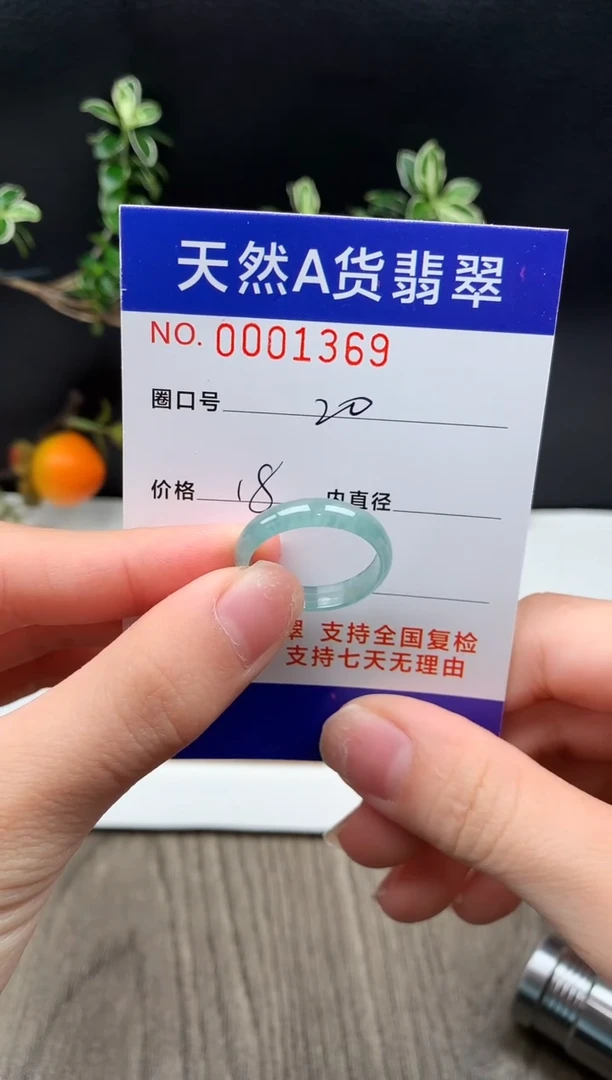 天然A货翡翠
NO. 0001369
圈口号 20
价格 18 内直径
翠 支持全国复检
支持七天无理由